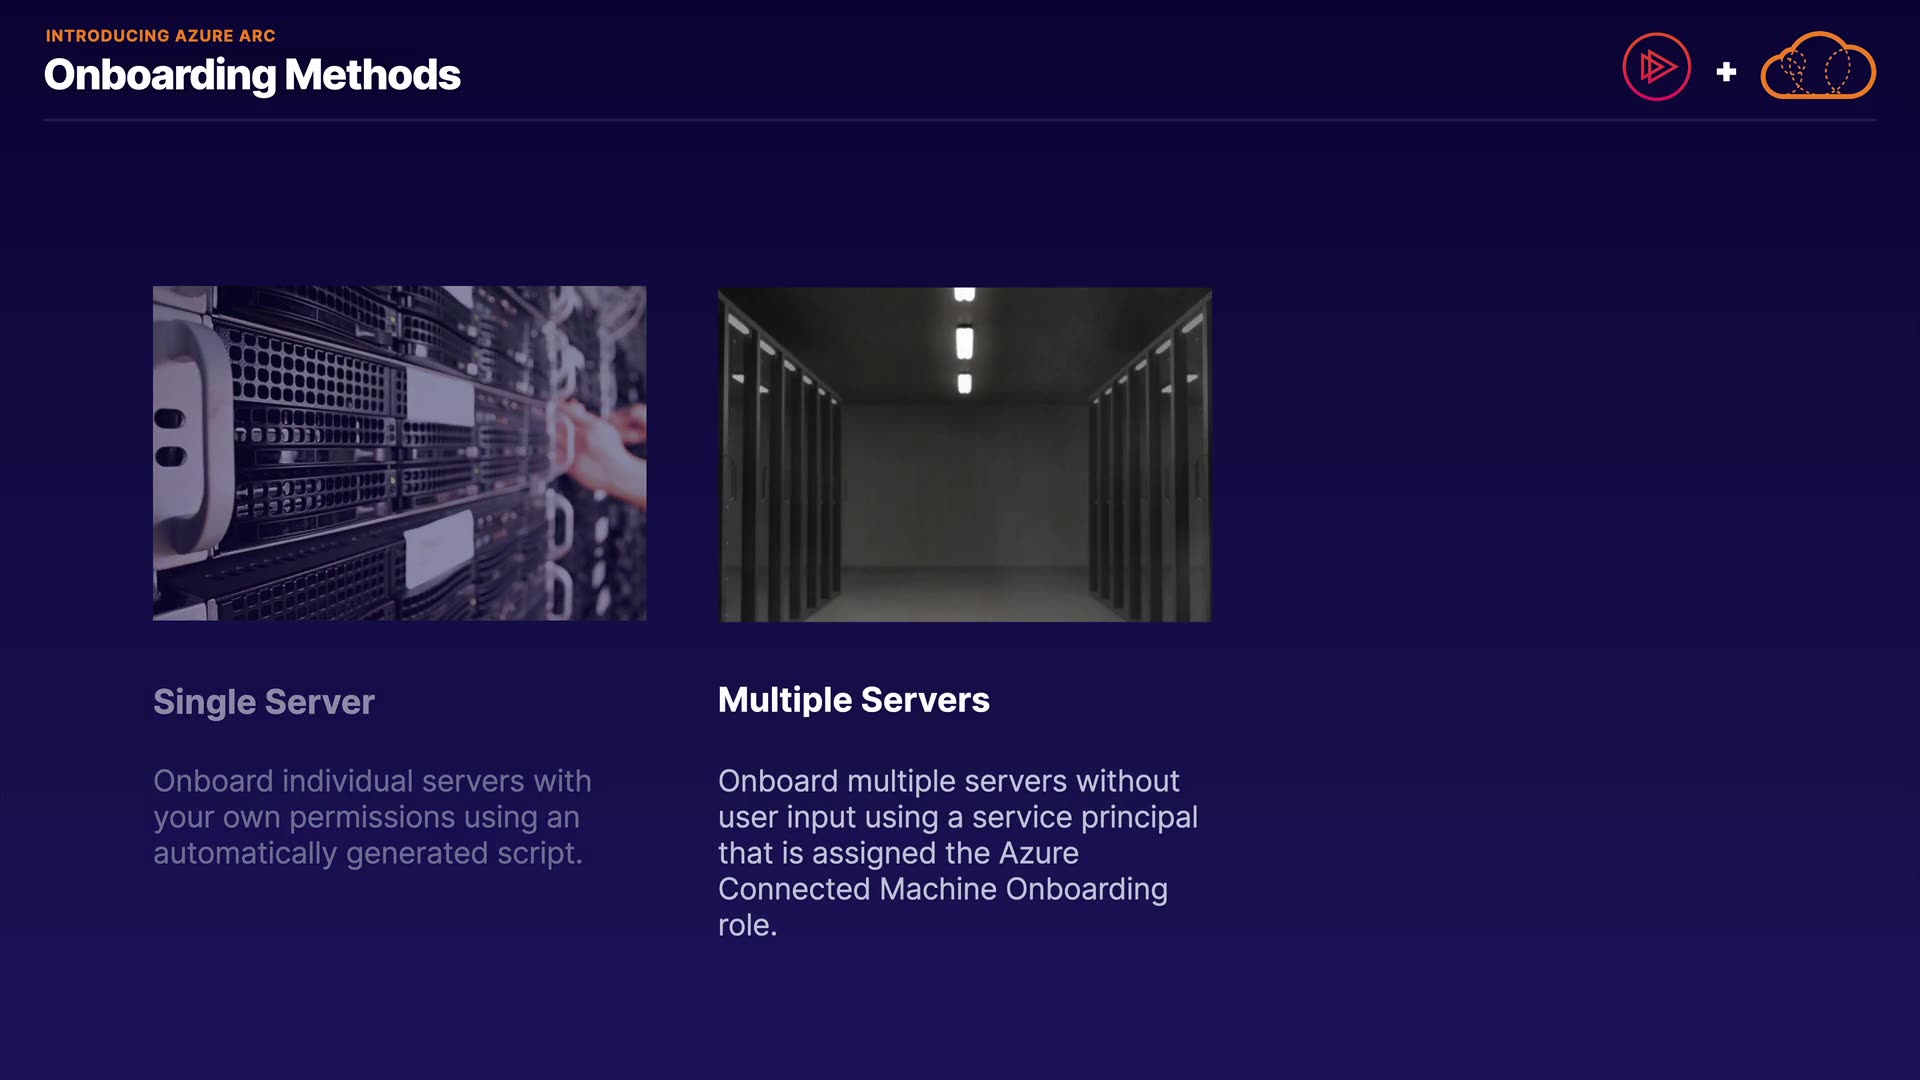 INTRODUCING AZURE ARC
Onboarding Methods
Single Server
Onboard individual servers with
your own permissions using an
automatically generated script.
Multiple Servers
Onboard multiple servers without
user input using a service principal
that is assigned the Azure
Connected Machine Onboarding
role.